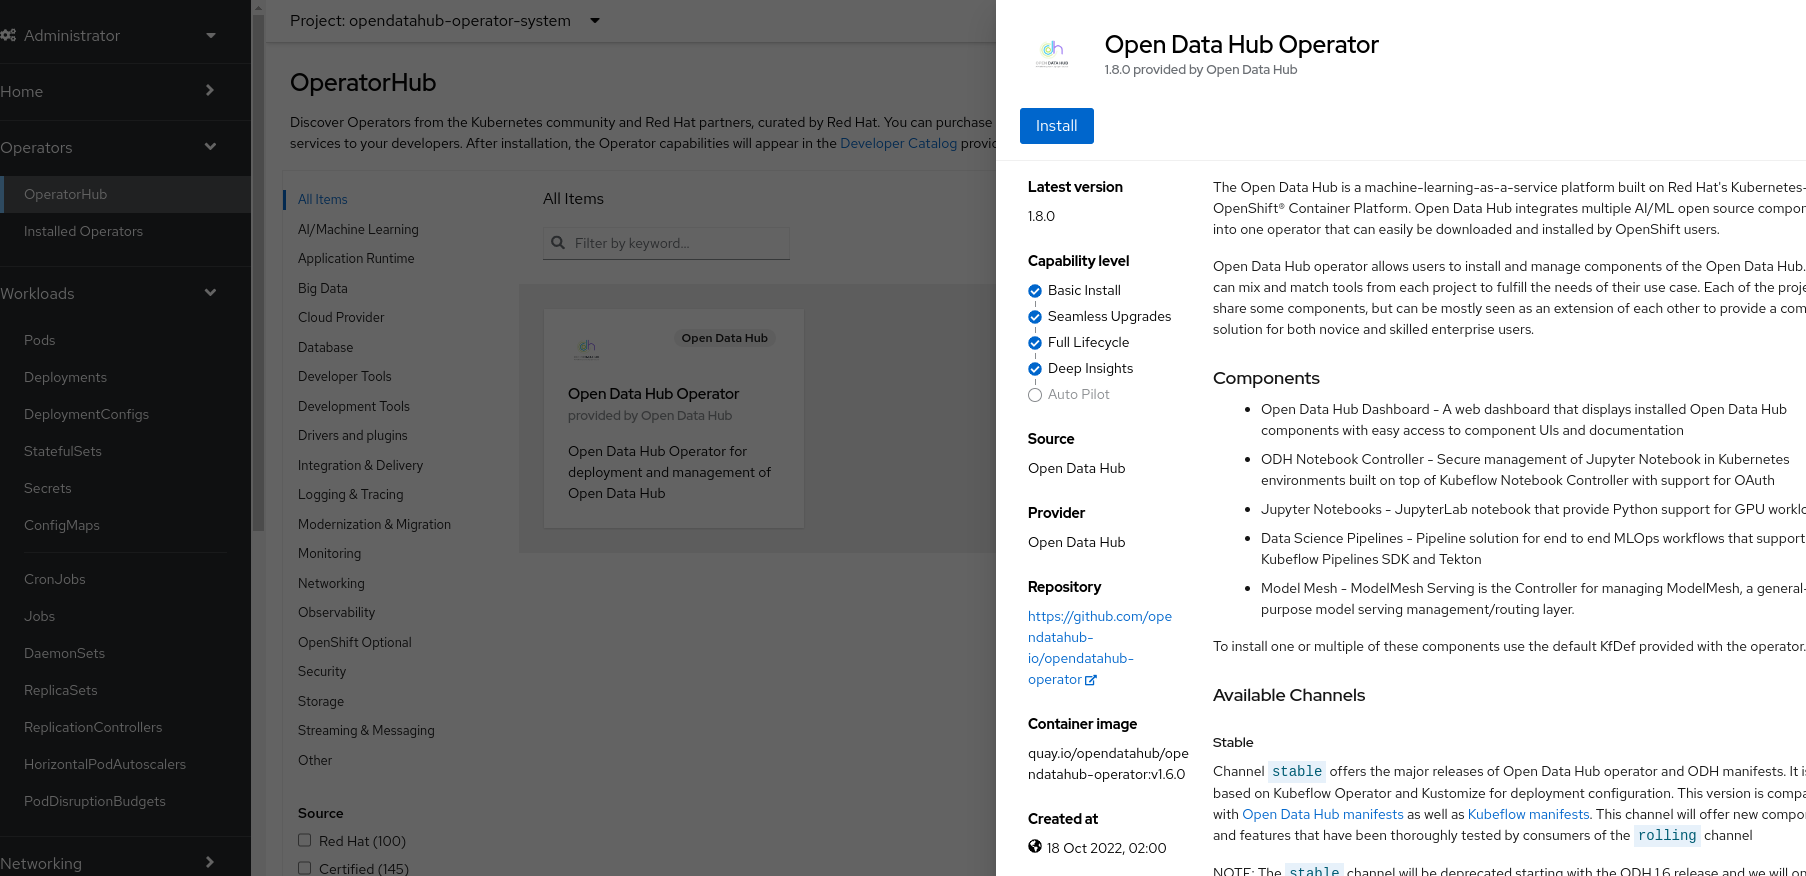 Administrator
Home
Operators
OperatorHub
Installed Operators
Workloads
Pods
Deployments
DeploymentConfigs
StatefulSets
Secrets
ConfigMaps
CronJobs
Jobs
DaemonSets
ReplicaSets
ReplicationControllers
HorizontalPodAutoscalers
PodDisruptionBudgets
Networking
Project: opendatahub-operator-system
OperatorHub
Discover Operators from the Kubernetes community and Red Hat partners, curated by Red Hat. You can purchase
services to your developers. After installation, the Operator capabilities will appear in the Developer Catalog provid
All Items
AI/Machine Learning
Application Runtime
Big Data
Cloud Provider
Database
Developer Tools
Development Tools
Drivers and plugins
Integration & Delivery
Logging & Tracing
Modernization & Migration
Monitoring
Networking
Observability
OpenShift Optional
Security
Storage
Streaming & Messaging
Other
Source
Red Hat (100)
Certified (145)
All Items
Filter by keyword...
Open Data Hub
Open Data Hub Operator
provided by Open Data Hub
Open Data Hub Operator for
deployment and management of
Open Data Hub
OPEN DATA HUB
Open Data Hub Operator
1.8.0 provided by Open Data Hub
Install
Latest version
1.8.0
Capability level
Basic Install
Seamless Upgrades
Full Lifecycle
Deep Insights
Auto Pilot
Source
Open Data Hub
Provider
Open Data Hub
Repository
https://github.com/ope
ndatahub-
io/opendatahub-
operator
Container image
quay.io/opendatahub/ope
ndatahub-operator:v1.6.0
Created at
18 Oct 2022, 02:00
The Open Data Hub is a machine-learning-as-a-service platform built on Red Hat's Kubernetes-
OpenShift® Container Platform. Open Data Hub integrates multiple AI/ML open source compor
into one operator that can easily be downloaded and installed by OpenShift users.
Open Data Hub operator allows users to install and manage components of the Open Data Hub.
can mix and match tools from each project to fulfill the needs of their use case. Each of the proje
share some components, but can be mostly seen as an extension of each other to provide a com
solution for both novice and skilled enterprise users.
Components
• Open Data Hub Dashboard - A web dashboard that displays installed Open Data Hub
components with easy access to component UIs and documentation
• ODH Notebook Controller - Secure management of Jupyter Notebook in Kubernetes
environments built on top of Kubeflow Notebook Controller with support for OAuth
• Jupyter Notebooks - JupyterLab notebook that provide Python support for GPU worklo
• Data Science Pipelines - Pipeline solution for end to end MLOps workflows that support
Kubeflow Pipelines SDK and Tekton
• Model Mesh - ModelMesh Serving is the Controller for managing ModelMesh, a general-
purpose model serving management/routing layer.
To install one or multiple of these components use the default KfDef provided with the operator.
Available Channels
Stable
Channel stable offers the major releases of Open Data Hub operator and ODH manifests. It i
based on Kubeflow Operator and Kustomize for deployment configuration. This version is compa
with Open Data Hub manifests as well as Kubeflow manifests. This channel will offer new compor
and features that have been thoroughly tested by consumers of the rolling channel
NOTE: The stable channel will be deprecated starting with the ODH 1.6 release and we will on